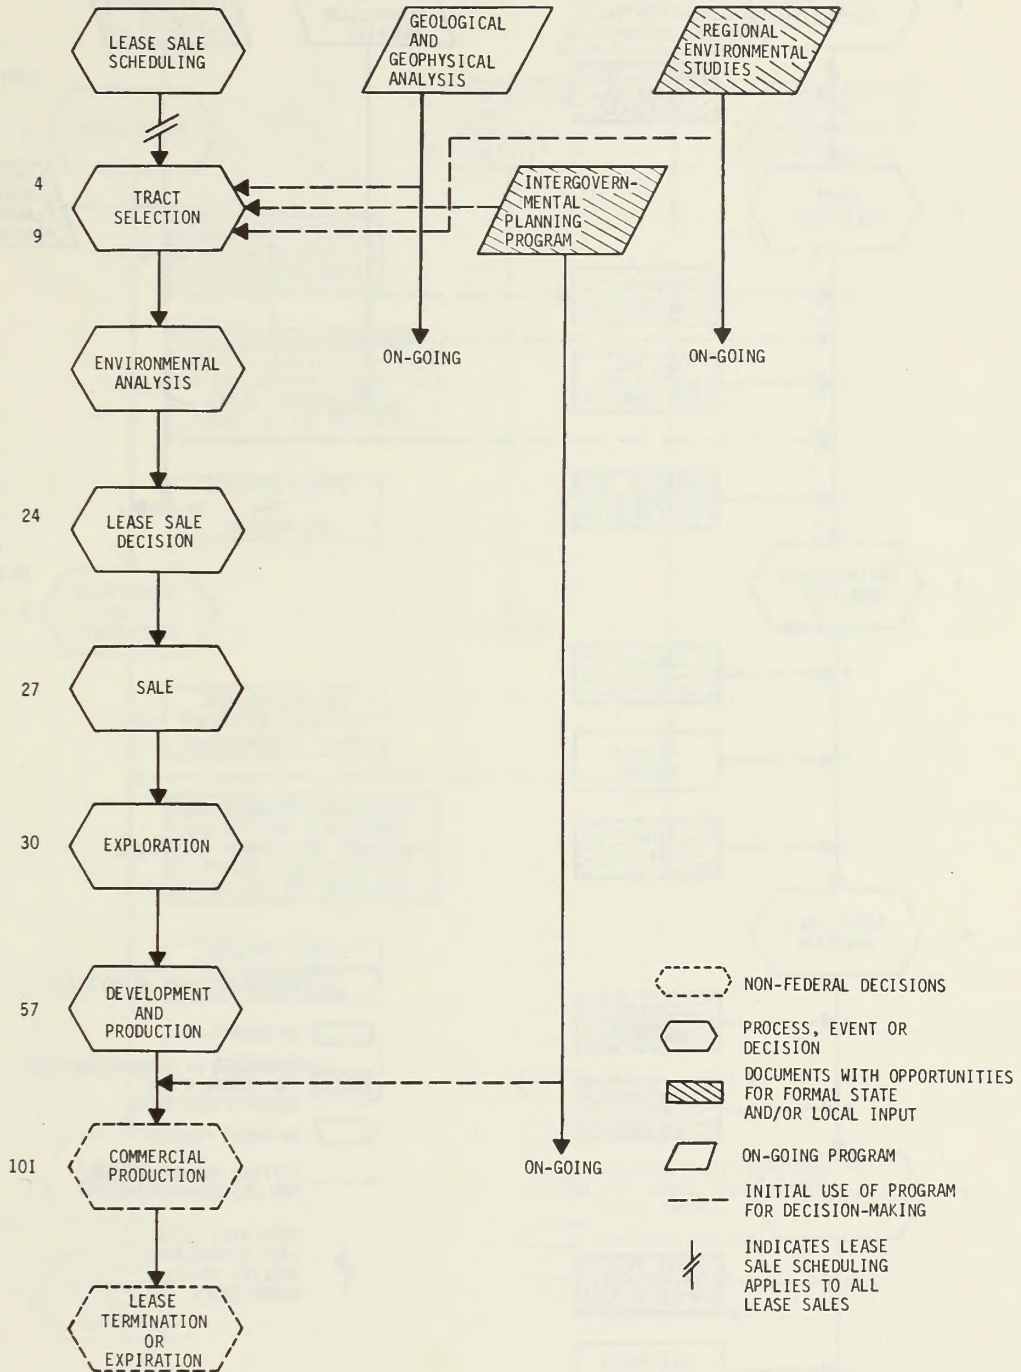 LEASE SALE
SCHEDULING
GEOLOGICAL
AND
GEOPHYSICAL
ANALYSIS
REGIONAL
ENVIRONMENTAL
STUDIES
4
9
TRACT
SELECTION
INTERGOVERN-
MENTAL
PLANNING
PROGRAM
ON-GOING
ON-GOING
ENVIRONMENTAL
ANALYSIS
24
LEASE SALE
DECISION
27
SALE
30
EXPLORATION
57
DEVELOPMENT
AND
PRODUCTION
101
COMMERCIAL
PRODUCTION
ON-GOING
LEASE
TERMINATION
OR
EXPIRATION
NON-FEDERAL DECISIONS
PROCESS, EVENT OR
DECISION
DOCUMENTS WITH OPPORTUNITIES
FOR FORMAL STATE
AND/OR LOCAL INPUT
ON-GOING PROGRAM
INITIAL USE OF PROGRAM
FOR DECISION-MAKING
INDICATES LEASE
SALE SCHEDULING
APPLIES TO ALL
LEASE SALES